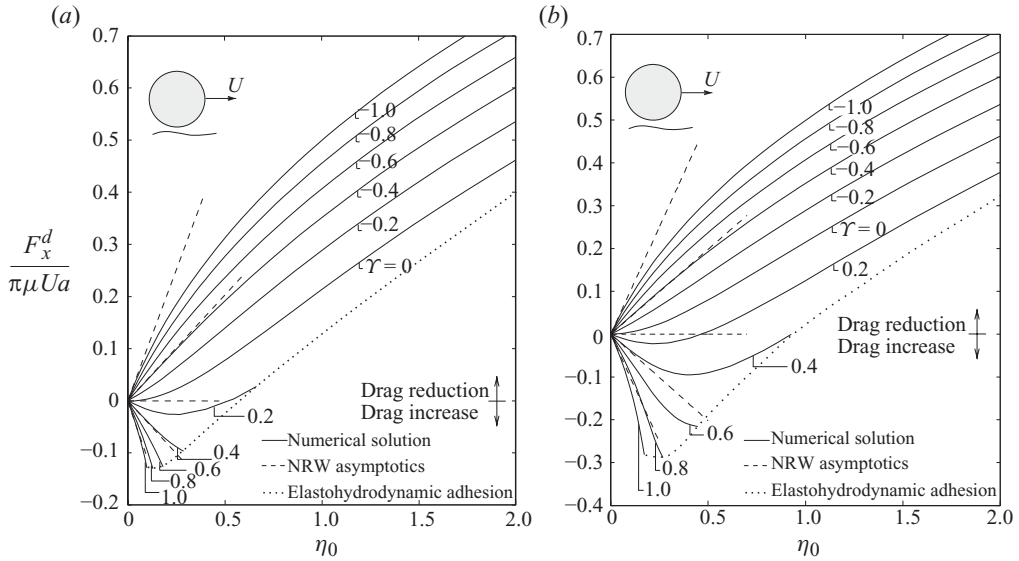 (a)
0.7
0.6
0.5
0.4
0.3
0.2
0.1
0
−0.1
−0.2
F_x^d
πμUa
U
−1.0
−0.8
−0.6
−0.4
−0.2
ϒ = 0
Drag reduction
Drag increase
0.2
0.4
0.6
0.8
1.0
Numerical solution
NRW asymptotics
Elastohydrodynamic adhesion
0
0.5
1.0
1.5
2.0
η0
(b)
0.7
0.6
0.5
0.4
0.3
0.2
0.1
0
−0.1
−0.2
−0.3
−0.4
U
−1.0
−0.8
−0.6
−0.4
−0.2
ϒ = 0
0.2
Drag reduction
Drag increase
0.4
0.6
0.8
1.0
Numerical solution
NRW asymptotics
Elastohydrodynamic adhesion
0
0.5
1.0
1.5
2.0
η0